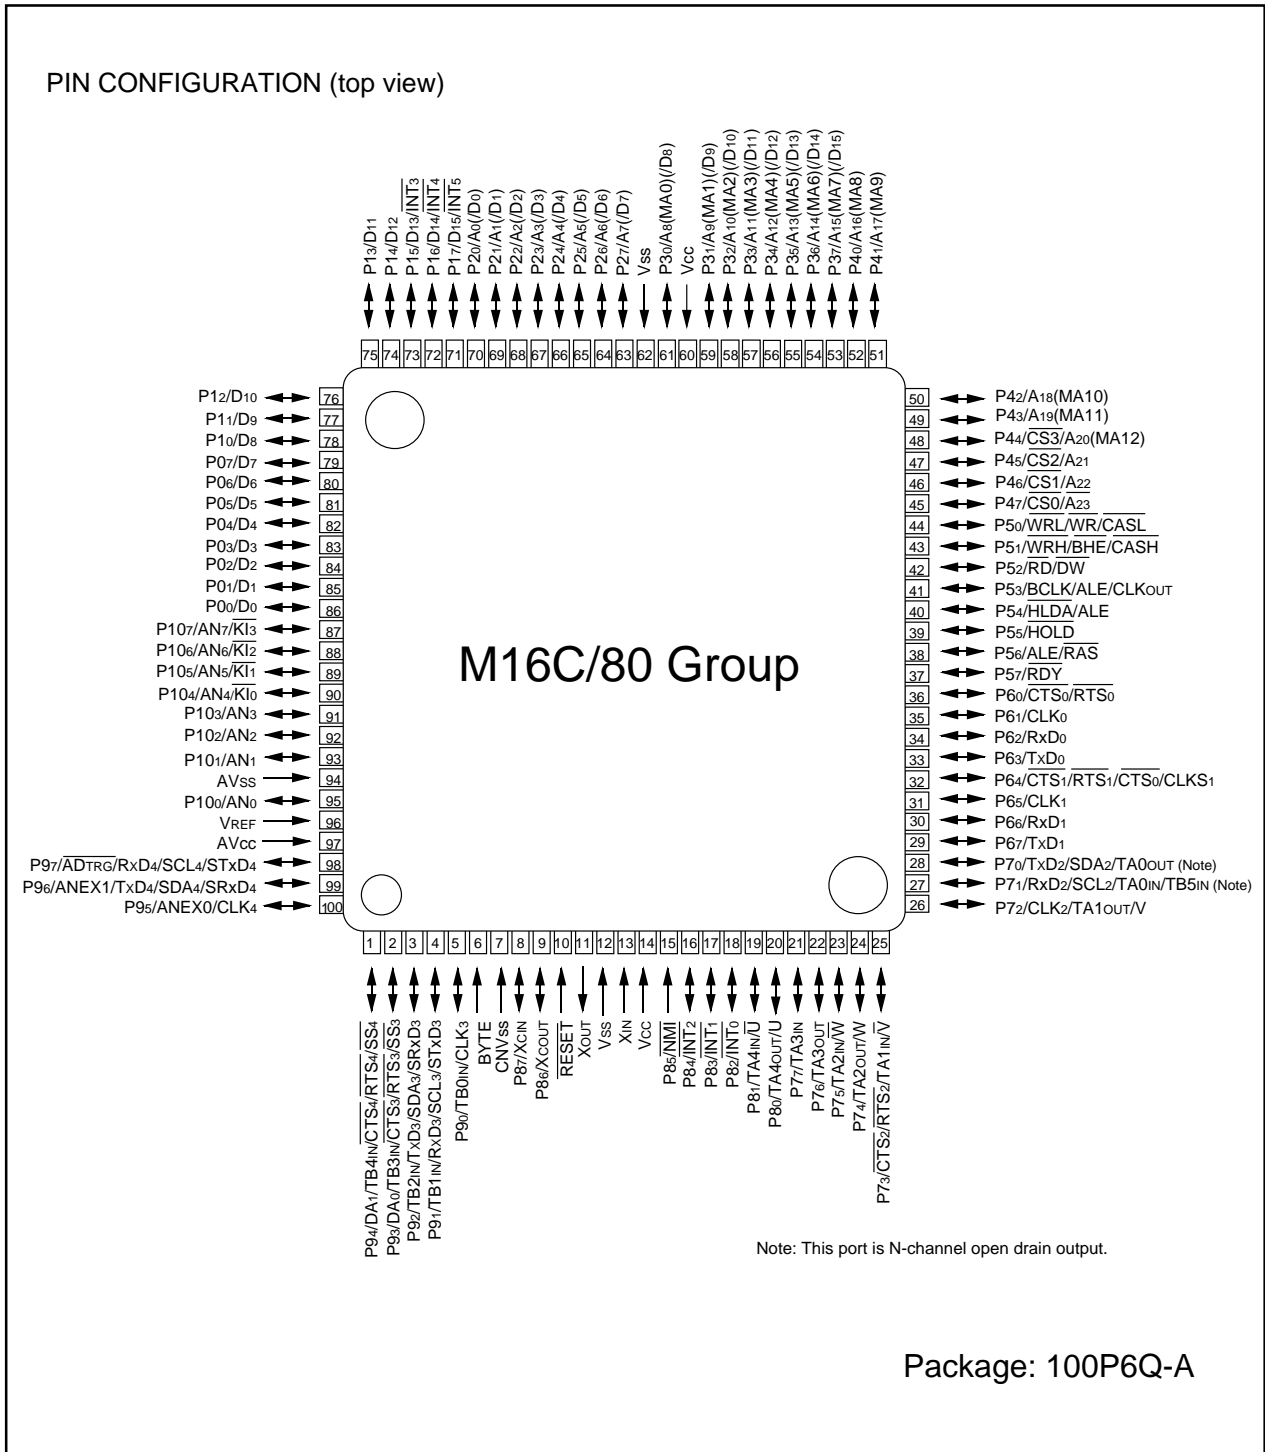 PIN CONFIGURATION (top view)
P13/D11
P14/D12
P15/D13/INT3
P16/D14/INT4
P17/D15/INT5
P20/A0(/D0)
P21/A1(/D1)
P22/A2(/D2)
P23/A3(/D3)
P24/A4(/D4)
P25/A5(/D5)
P26/A6(/D6)
P27/A7(/D7)
Vss
P30/A8(MA0)(/D8)
Vcc
P31/A9(MA1)(/D9)
P32/A10(MA2)(/D10)
P33/A11(MA3)(/D11)
P34/A12(MA4)(/D12)
P35/A13(MA5)(/D13)
P36/A14(MA6)(/D14)
P37/A15(MA7)(/D15)
P40/A16(MA8)
P41/A17(MA9)
75 74 73 72 71 70 69 68 67 66 65 64 63 62 61 60 59 58 57 56 55 54 53 52 51
P12/D10 76
P11/D9 77
P10/D8 78
P07/D7 79
P06/D6 80
P05/D5 81
P04/D4 82
P03/D3 83
P02/D2 84
P01/D1 85
P00/D0 86
P107/AN7/KI3 87
P106/AN6/KI2 88
P105/AN5/KI1 89
P104/AN4/KI0 90
P103/AN3 91
P102/AN2 92
P101/AN1 93
AVSS 94
P100/AN0 95
VREF 96
AVcc 97
P97/ADTRG/RxD4/SCL4/STxD4 98
P96/ANEX1/TxD4/SDA4/SRxD4 99
P95/ANEX0/CLK4 100
M16C/80 Group
50 P42/A18(MA10)
49 P43/A19(MA11)
48 P44/CS3/A20(MA12)
47 P45/CS2/A21
46 P46/CS1/A22
45 P47/CS0/A23
44 P50/WRL/WR/CASL
43 P51/WRH/BHE/CASH
42 P52/RD/DW
41 P53/BCLK/ALE/CLKOUT
40 P54/HLDA/ALE
39 P55/HOLD
38 P56/ALE/RAS
37 P57/RDY
36 P60/CTS0/RTS0
35 P61/CLK0
34 P62/RxD0
33 P63/TxD0
32 P64/CTS1/RTS1/CTS0/CLKS1
31 P65/CLK1
30 P66/RxD1
29 P67/TxD1
28 P70/TxD2/SDA2/TA0OUT (Note)
27 P71/RxD2/SCL2/TA0IN/TB5IN (Note)
26 P72/CLK2/TA1OUT/V
1 2 3 4 5 6 7 8 9 10 11 12 13 14 15 16 17 18 19 20 21 22 23 24 25
P94/DA1/TB4IN/CTS4/RTS4/SS4
P93/DA0/TB3IN/CTS3/RTS3/SS3
P92/TB2IN/TxD3/SDA3/SRxD3
P91/TB1IN/RxD3/SCL3/STxD3
P90/TB0IN/CLK3
BYTE
CNVss
P87/XCIN
P86/XCOUT
RESET
XOUT
VSS
XIN
VCC
P85/NMI
P84/INT2
P83/INT1
P82/INT0
P81/TA4IN/U
P80/TA4OUT/U
P77/TA3IN
P76/TA3OUT
P75/TA2IN/W
P74/TA2OUT/W
P73/CTS2/RTS2/TA1IN/V
Note: This port is N-channel open drain output.
Package: 100P6Q-A